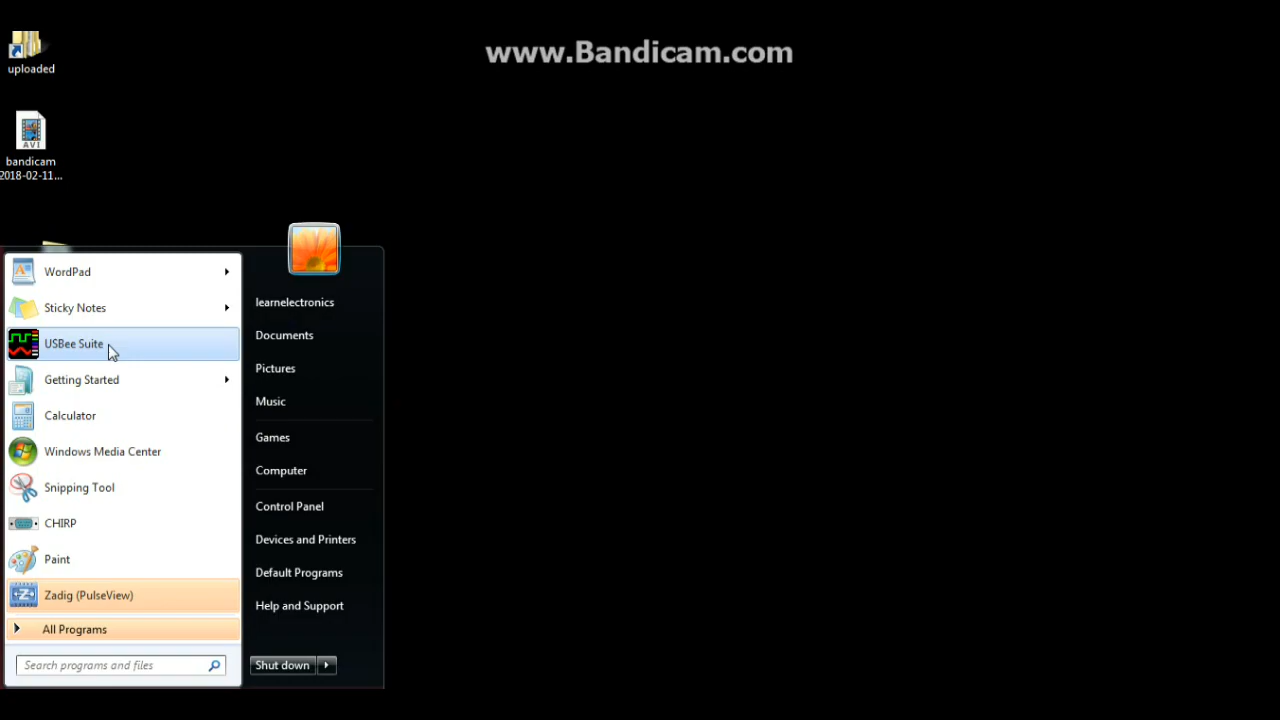 www.Bandicam.com
uploaded
AVI
bandicam
2018-02-11...
WordPad
Sticky Notes
USBee Suite
Getting Started
Calculator
Windows Media Center
Snipping Tool
CHIRP
Paint
Zadig (PulseView)
All Programs
Search programs and files
learnelectronics
Documents
Pictures
Music
Games
Computer
Control Panel
Devices and Printers
Default Programs
Help and Support
Shut down